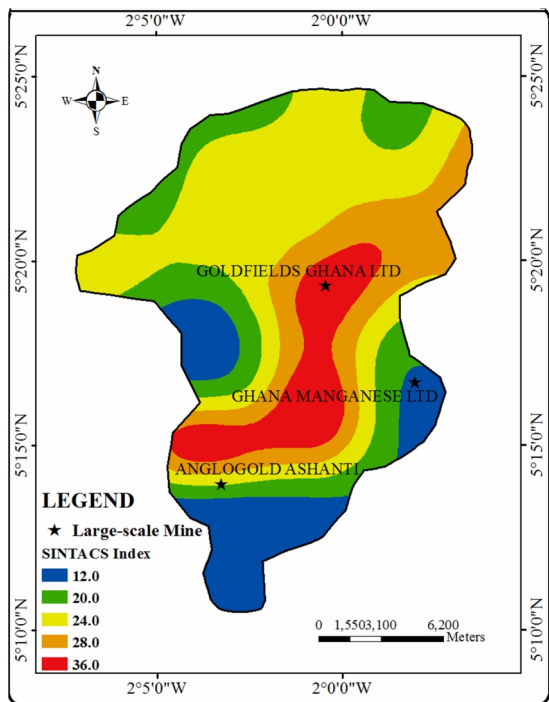 2°5'0"W 2°0'0"W
5°25'0"N 5°25'0"N
N
W E
S
5°20'0"N 5°20'0"N
GOLDFIELDS GHANA LTD
GHANA MANGANESE LTD
5°15'0"N 5°15'0"N
ANGLOGOLD ASHANTI
LEGEND
Large-scale Mine
SINTACS Index
12.0
20.0
24.0
28.0
36.0
0 1,5503,100 6,200
Meters
5°10'0"N 5°10'0"N
2°5'0"W 2°0'0"W